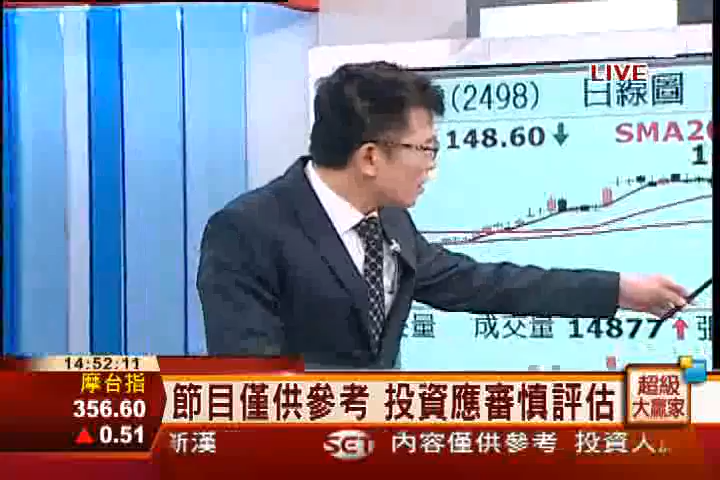 LIVE
(2498) 日線圖
148.60↓ SMA20
成交量 14877↑ 張
14:52:11
摩台指
356.60
▲0.51
節目僅供參考 投資應審慎評估
超級
大贏家
新漢 SET 內容僅供參考 投資人